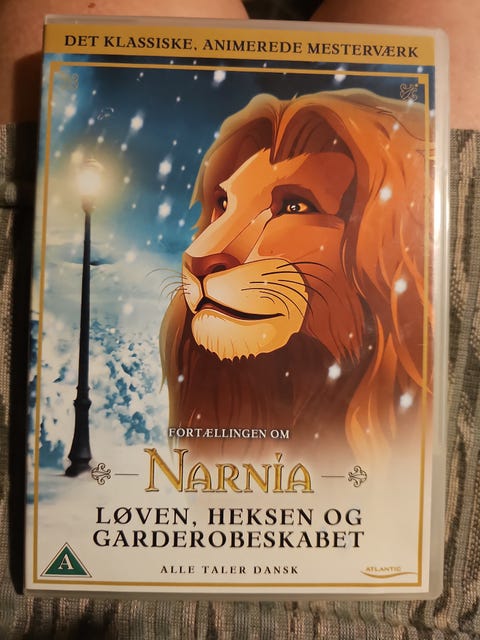 DET KLASSISKE, ANIMEREDE MESTERVÆRK
FORTÆLLINGEN OM
NARNIA
LØVEN, HEKSEN OG
GARDEROBESKABET
A
ALLE TALER DANSK
ATLANTIC